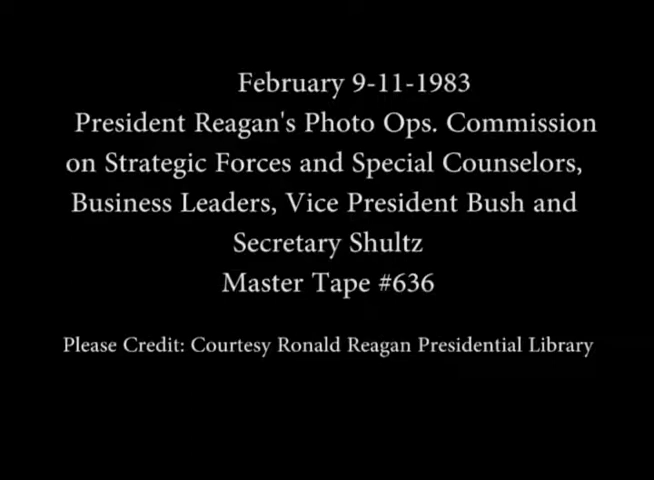 February 9-11-1983
President Reagan's Photo Ops. Commission
on Strategic Forces and Special Counselors,
Business Leaders, Vice President Bush and
Secretary Shultz
Master Tape #636
Please Credit: Courtesy Ronald Reagan Presidential Library